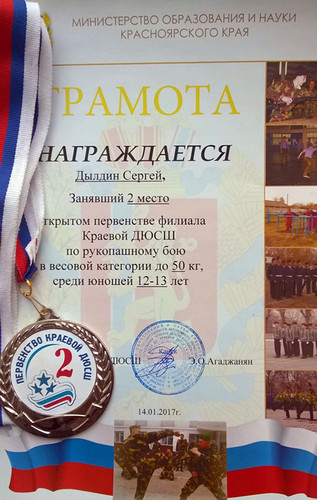 МИНИСТЕРСТВО ОБРАЗОВАНИЯ И НАУКИ
КРАСНОЯРСКОГО КРАЯ
ГРАМОТА
НАГРАЖДАЕТСЯ
Дылдин Сергей,
Занявший 2 место
ткрытом первенстве филиала
Краевой ДЮСШ
по рукопашному бою
в весовой категории до 50 кг,
среди юношей 12-13 лет
ДЮСШ Э.О.Агаджанян
14.01.2017г.
ПЕРВЕНСТВО КРАЕВОЙ ДЮСШ
2